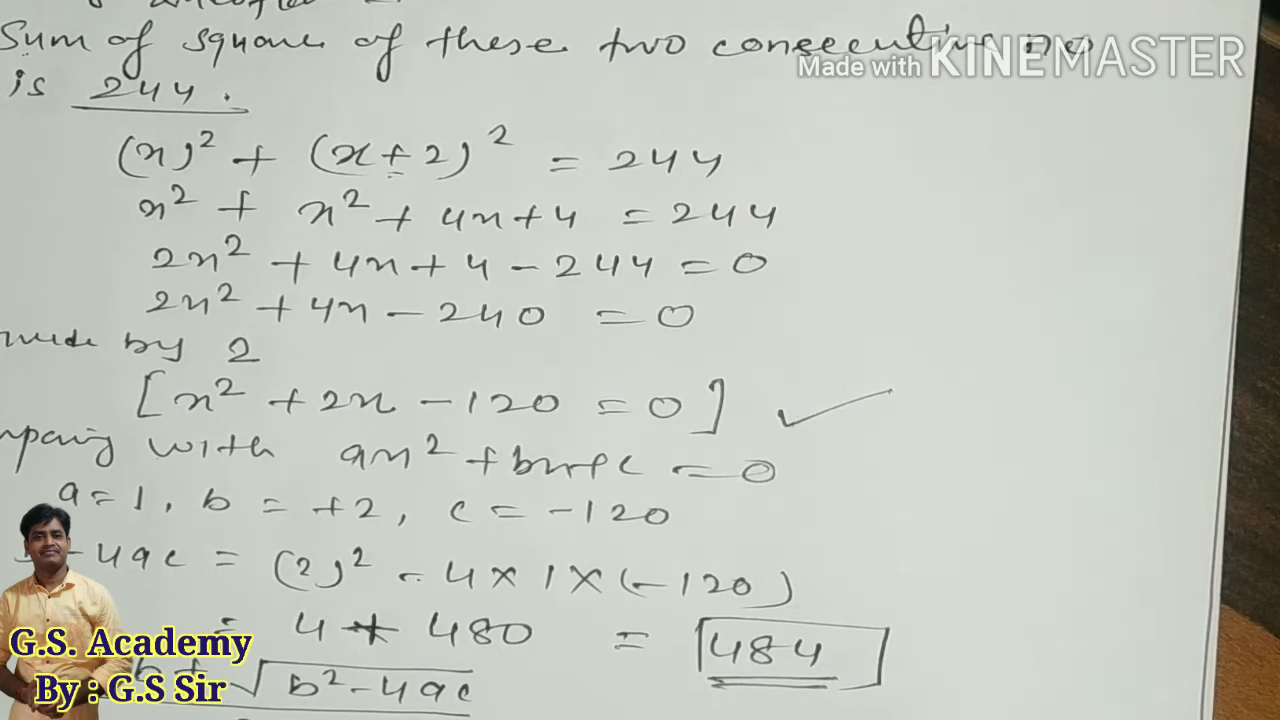 Sum of square of these two consecutive no
Made with KINEMASTER
is 244.
(x)² + (x+2)² = 244
x² + x² + 4x + 4 = 244
2x² + 4x + 4 - 244 = 0
2x² + 4x - 240 = 0
by 2
[x² + 2x - 120 = 0]
with ax² + bx + c = 0
a = 1, b = +2, c = -120
- 4ac = (2)² - 4 × 1 × (-120)
= 4 + 480 = 484
b ± √b² - 4ac
G.S. Academy
By : G.S Sir